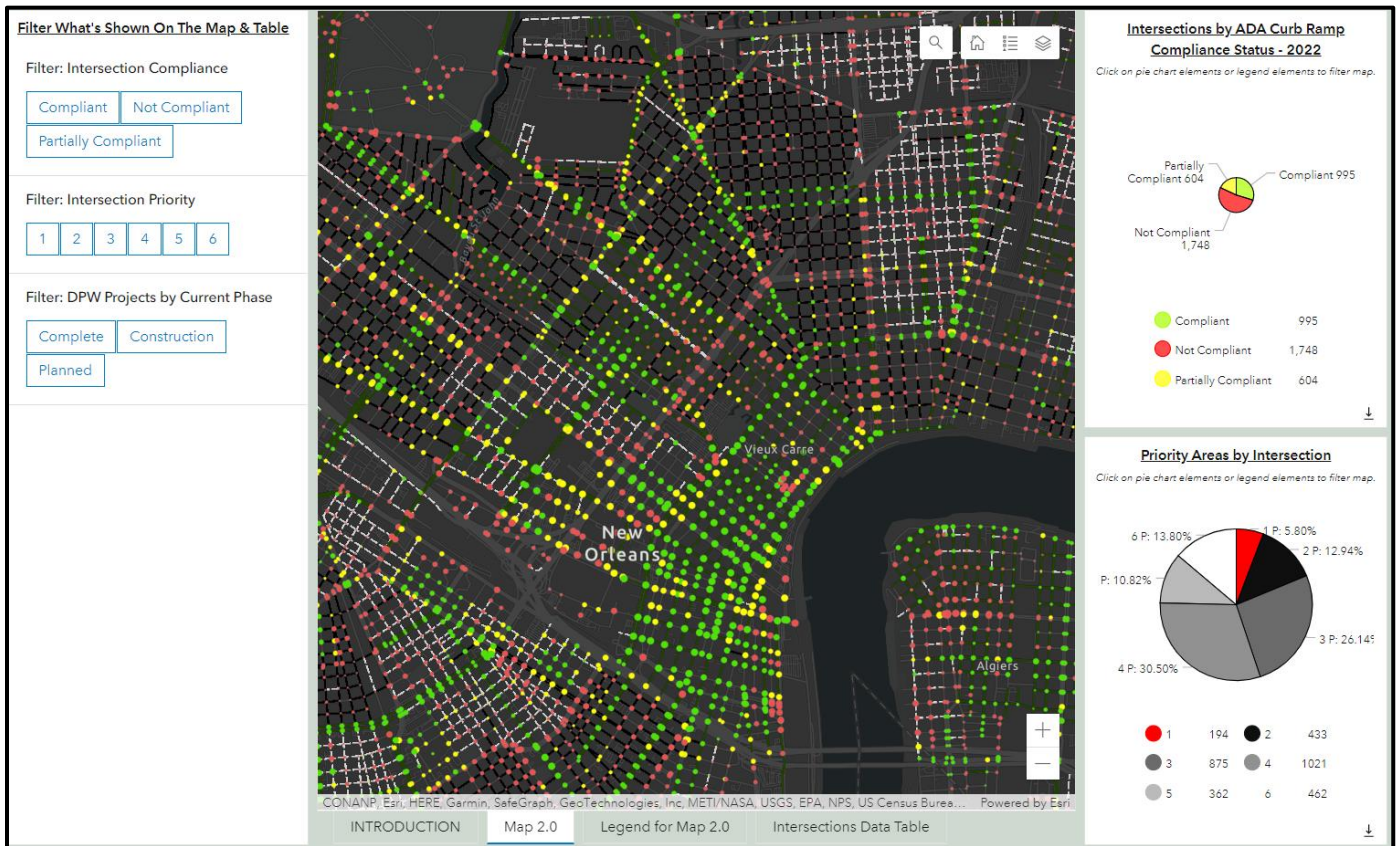 Filter What's Shown On The Map & Table
Filter: Intersection Compliance
Compliant
Not Compliant
Partially Compliant
Filter: Intersection Priority
1 2 3 4 5 6
Filter: DPW Projects by Current Phase
Complete
Construction
Planned
Vieux Carre
New
Orleans
Algiers
+
−
CONANP, Esri, HERE, Garmin, SafeGraph, GeoTechnologies, Inc, METI/NASA, USGS, EPA, NPS, US Census Burea... Powered by Esri
INTRODUCTION
Map 2.0
Legend for Map 2.0
Intersections Data Table
Intersections by ADA Curb Ramp
Compliance Status - 2022
Click on pie chart elements or legend elements to filter map.
Partially
Compliant 604
Compliant 995
Not Compliant
1,748
Compliant 995
Not Compliant 1,748
Partially Compliant 604
Priority Areas by Intersection
Click on pie chart elements or legend elements to filter map.
6 P: 13.80%
1 P: 5.80%
2 P: 12.94%
P: 10.82%
3 P: 26.14%
4 P: 30.50%
1 194 2 433
3 875 4 1021
5 362 6 462